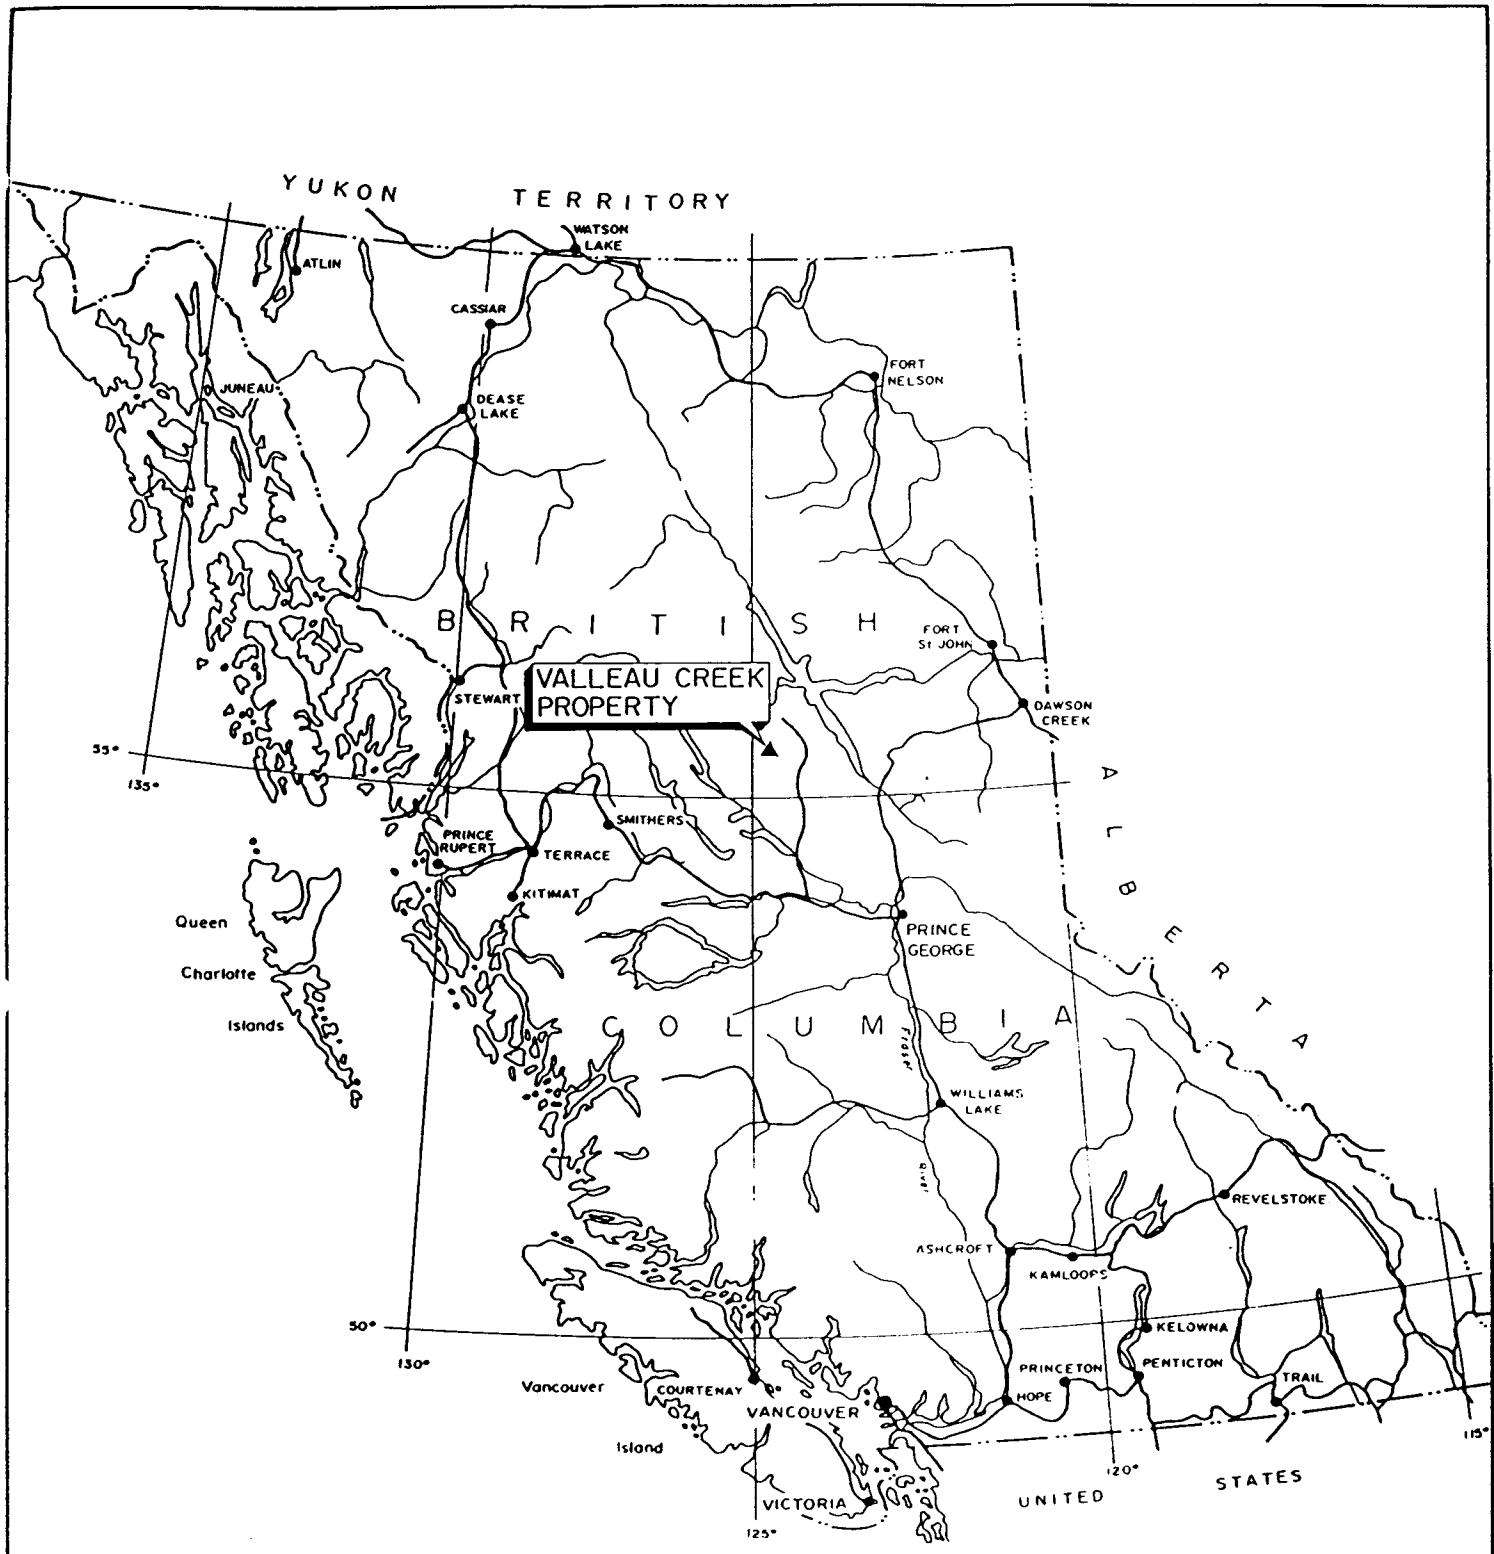 YUKON TERRITORY
WATSON
LAKE
ATLIN
CASSIAR
JUNEAU
FORT
NELSON
DEASE
LAKE
BRITISH
FORT
St JOHN
VALLEAU CREEK
PROPERTY
STEWART
DAWSON
CREEK
55°
135°
ALBERTA
SMITHERS
PRINCE
RUPERT
TERRACE
KITIMAT
Queen
Charlotte
Islands
PRINCE
GEORGE
COLUMBIA
Fraser
River
WILLIAMS
LAKE
REVELSTOKE
ASHCROFT
KAMLOOPS
50°
130°
KELOWNA
PRINCETON
PENTICTON
TRAIL
HOPE
Vancouver
Island
COURTENAY
VANCOUVER
VICTORIA
125°
120°
115°
UNITED STATES